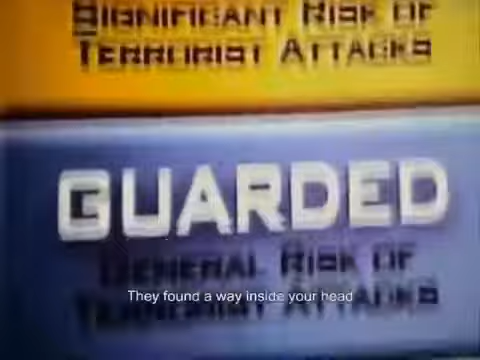 SIGNIFICANT RISK OF
TERRORIST ATTACKS
GUARDED
GENERAL RISK OF
TERRORIST ATTACKS
They found a way inside your head